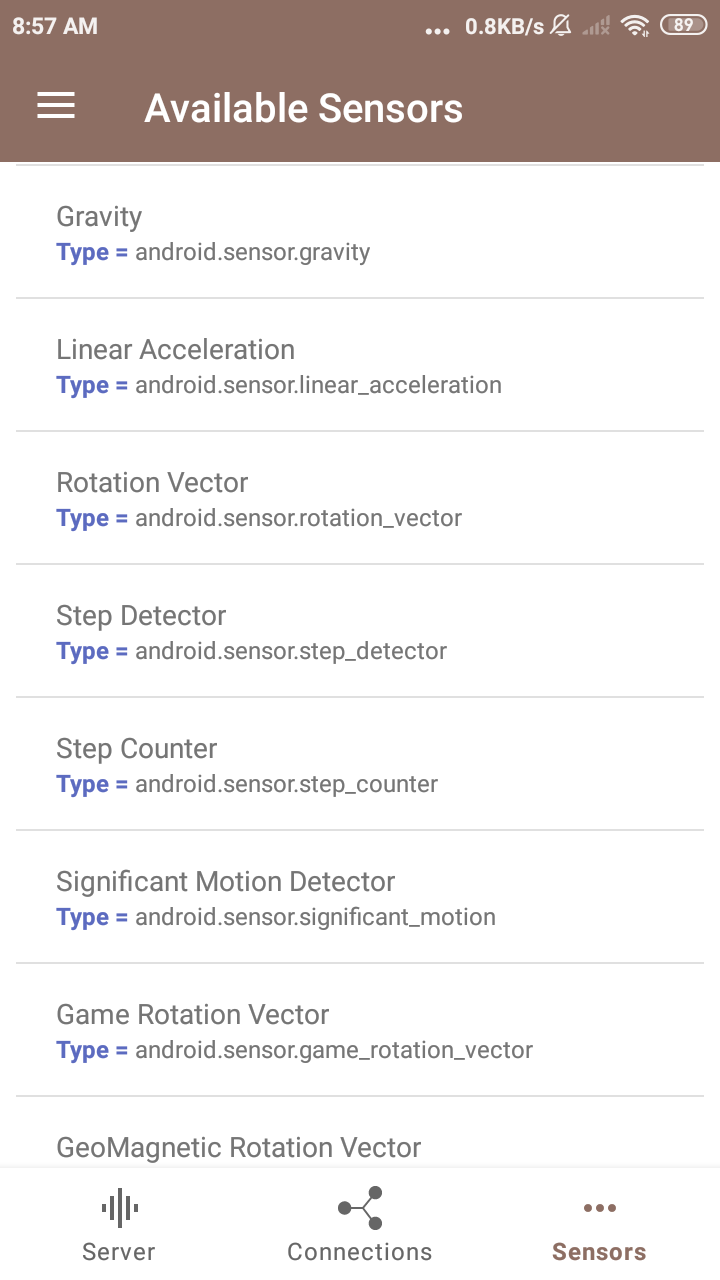 8:57 AM ... 0.8KB/s 89
Available Sensors
Gravity
Type = android.sensor.gravity
Linear Acceleration
Type = android.sensor.linear_acceleration
Rotation Vector
Type = android.sensor.rotation_vector
Step Detector
Type = android.sensor.step_detector
Step Counter
Type = android.sensor.step_counter
Significant Motion Detector
Type = android.sensor.significant_motion
Game Rotation Vector
Type = android.sensor.game_rotation_vector
GeoMagnetic Rotation Vector
Server Connections Sensors